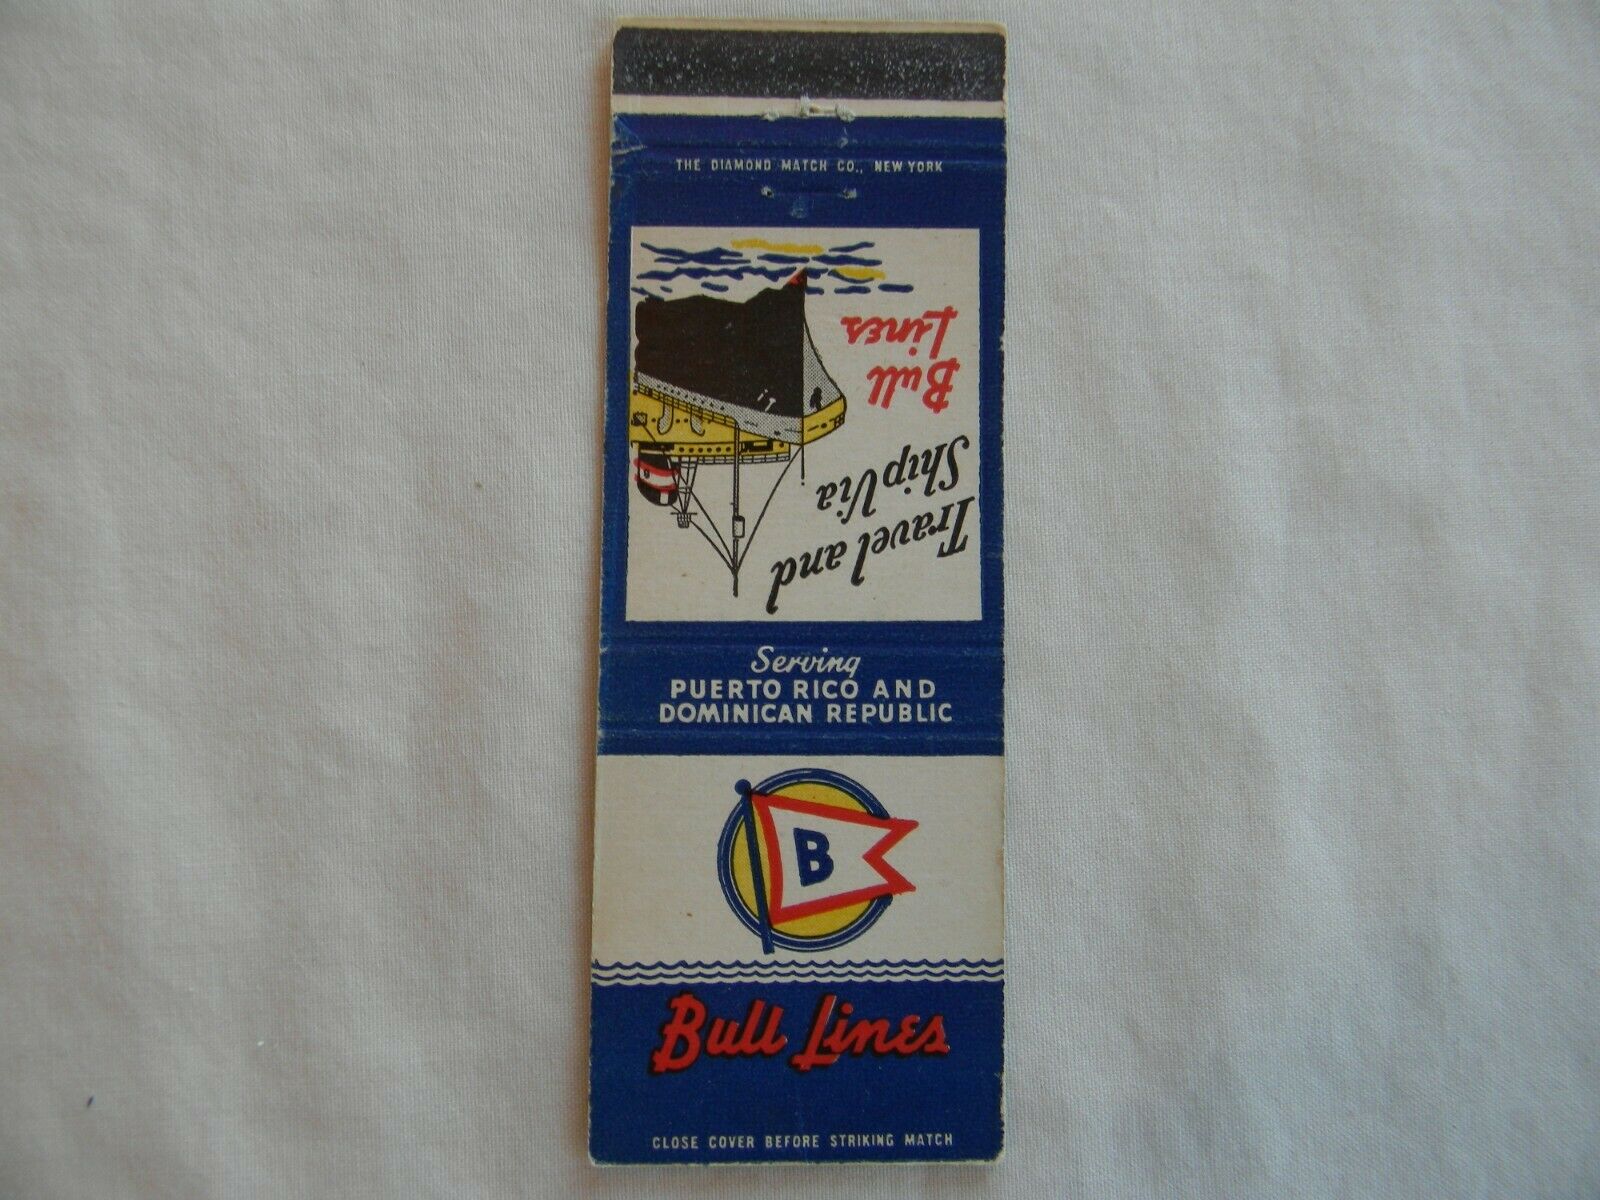 THE DIAMOND MATCH CO., NEW YORK
Travel and
Ship Via
Bull
Lines
Serving
PUERTO RICO AND
DOMINICAN REPUBLIC
B
Bull Lines
CLOSE COVER BEFORE STRIKING MATCH